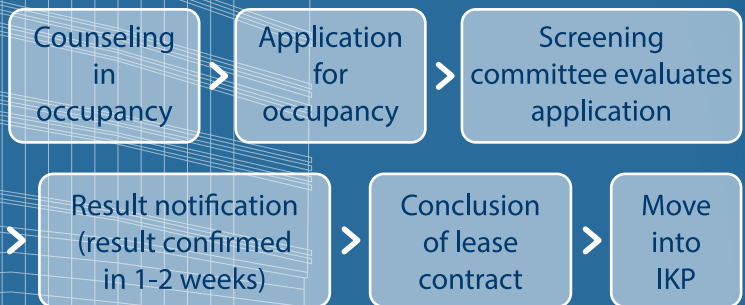 Counseling
in
occupancy
Application
for
occupancy
Screening
committee evaluates
application
Result notification
(result confirmed
in 1-2 weeks)
Conclusion
of lease
contract
Move
into
IKP